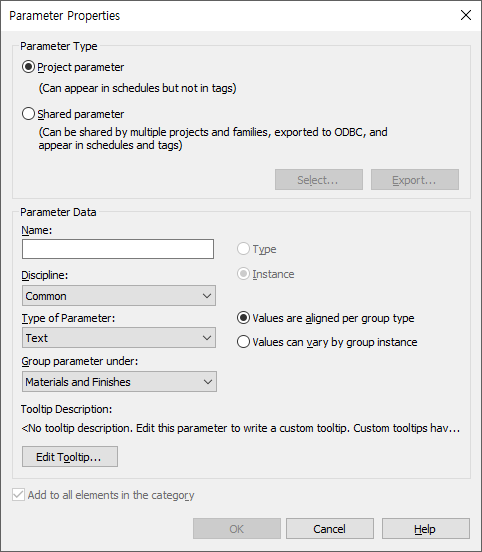 Parameter Properties
Parameter Type
Project parameter
(Can appear in schedules but not in tags)
Shared parameter
(Can be shared by multiple projects and families, exported to ODBC, and
appear in schedules and tags)
Select...
Export...
Parameter Data
Name:
Type
Instance
Discipline:
Common
Type of Parameter:
Values are aligned per group type
Text
Values can vary by group instance
Group parameter under:
Materials and Finishes
Tooltip Description:
<No tooltip description. Edit this parameter to write a custom tooltip. Custom tooltips hav...
Edit Tooltip...
Add to all elements in the category
OK
Cancel
Help